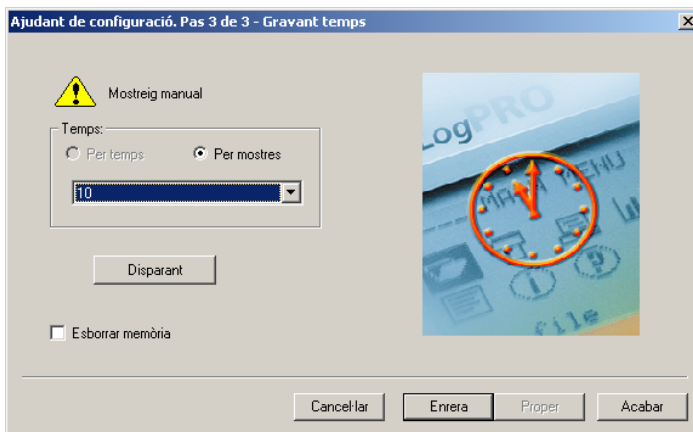 Ajudant de configuració. Pas 3 de 3 - Gravant temps
Mostreig manual
Temps:
Per temps Per mostres
10
Disparant
Esborrar memòria
LogPRO
MAIN MENU
file
Cancel·lar Enrera Proper Acabar